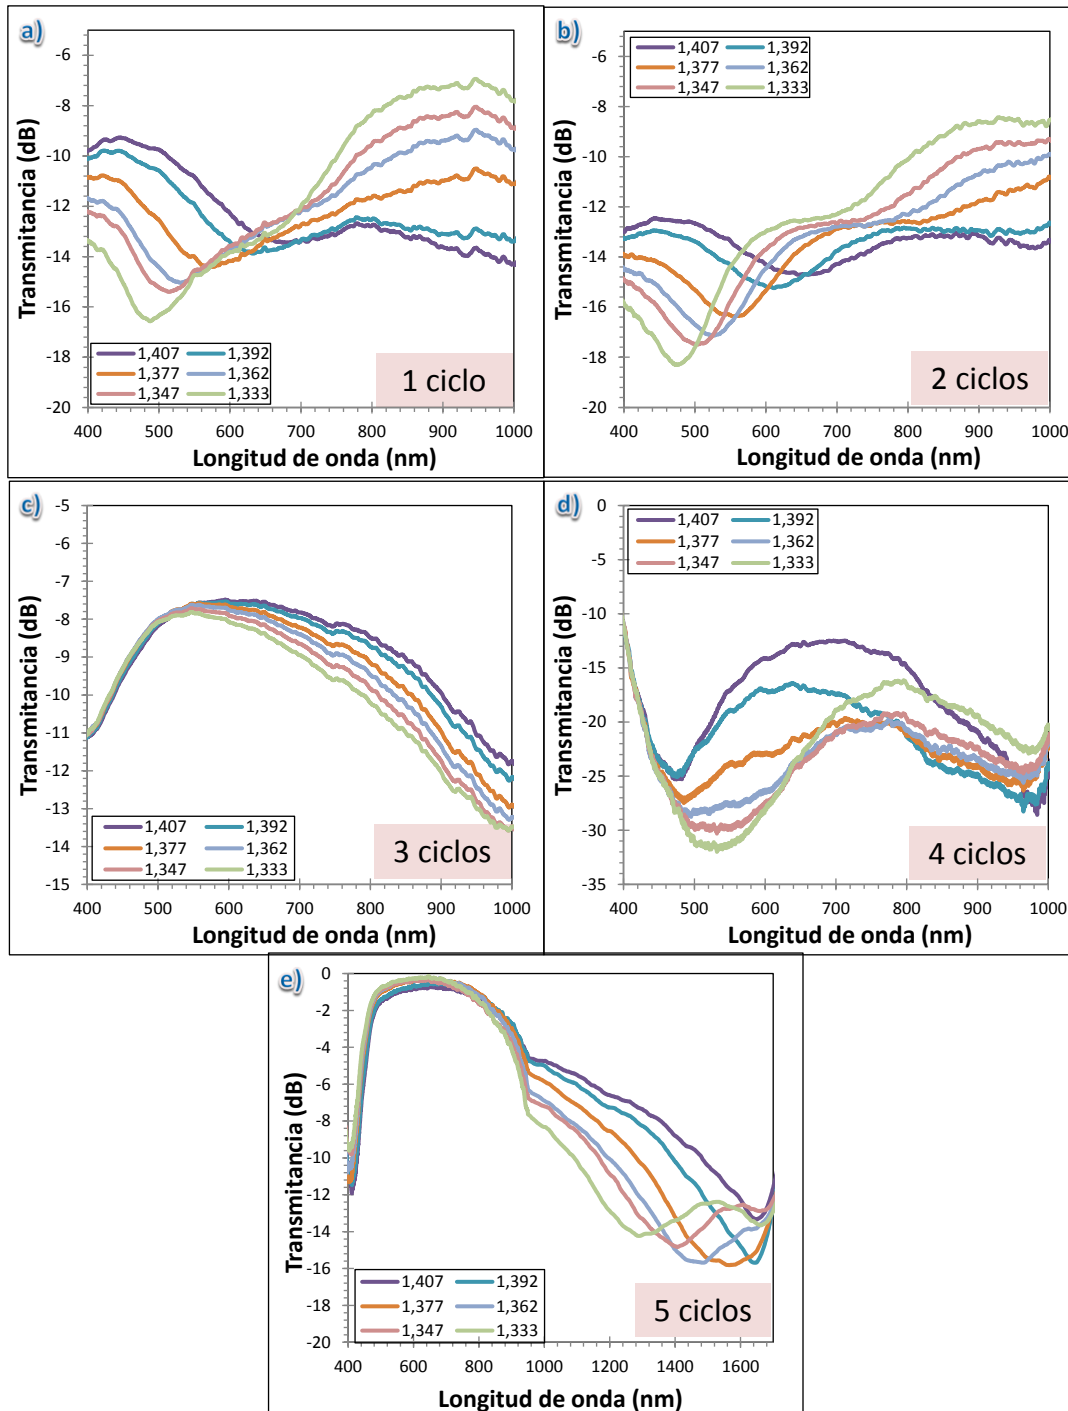 a)
Transmitancia (dB)
-6
-8
-10
-12
-14
-16
-18
-20
1,407 1,392
1,377 1,362
1,347 1,333
1 ciclo
400 500 600 700 800 900 1000
Longitud de onda (nm)
b)
Transmitancia (dB)
-6
-8
-10
-12
-14
-16
-18
-20
1,407 1,392
1,377 1,362
1,347 1,333
2 ciclos
400 500 600 700 800 900 1000
Longitud de onda (nm)
c)
Transmitancia (dB)
-5
-6
-7
-8
-9
-10
-11
-12
-13
-14
-15
1,407 1,392
1,377 1,362
1,347 1,333
3 ciclos
400 500 600 700 800 900 1000
Longitud de onda (nm)
d)
Transmitancia (dB)
0
-5
-10
-15
-20
-25
-30
-35
1,407 1,392
1,377 1,362
1,347 1,333
4 ciclos
400 500 600 700 800 900 1000
Longitud de onda (nm)
e)
Transmitancia (dB)
0
-2
-4
-6
-8
-10
-12
-14
-16
-18
-20
1,407 1,392
1,377 1,362
1,347 1,333
5 ciclos
400 600 800 1000 1200 1400 1600
Longitud de onda (nm)